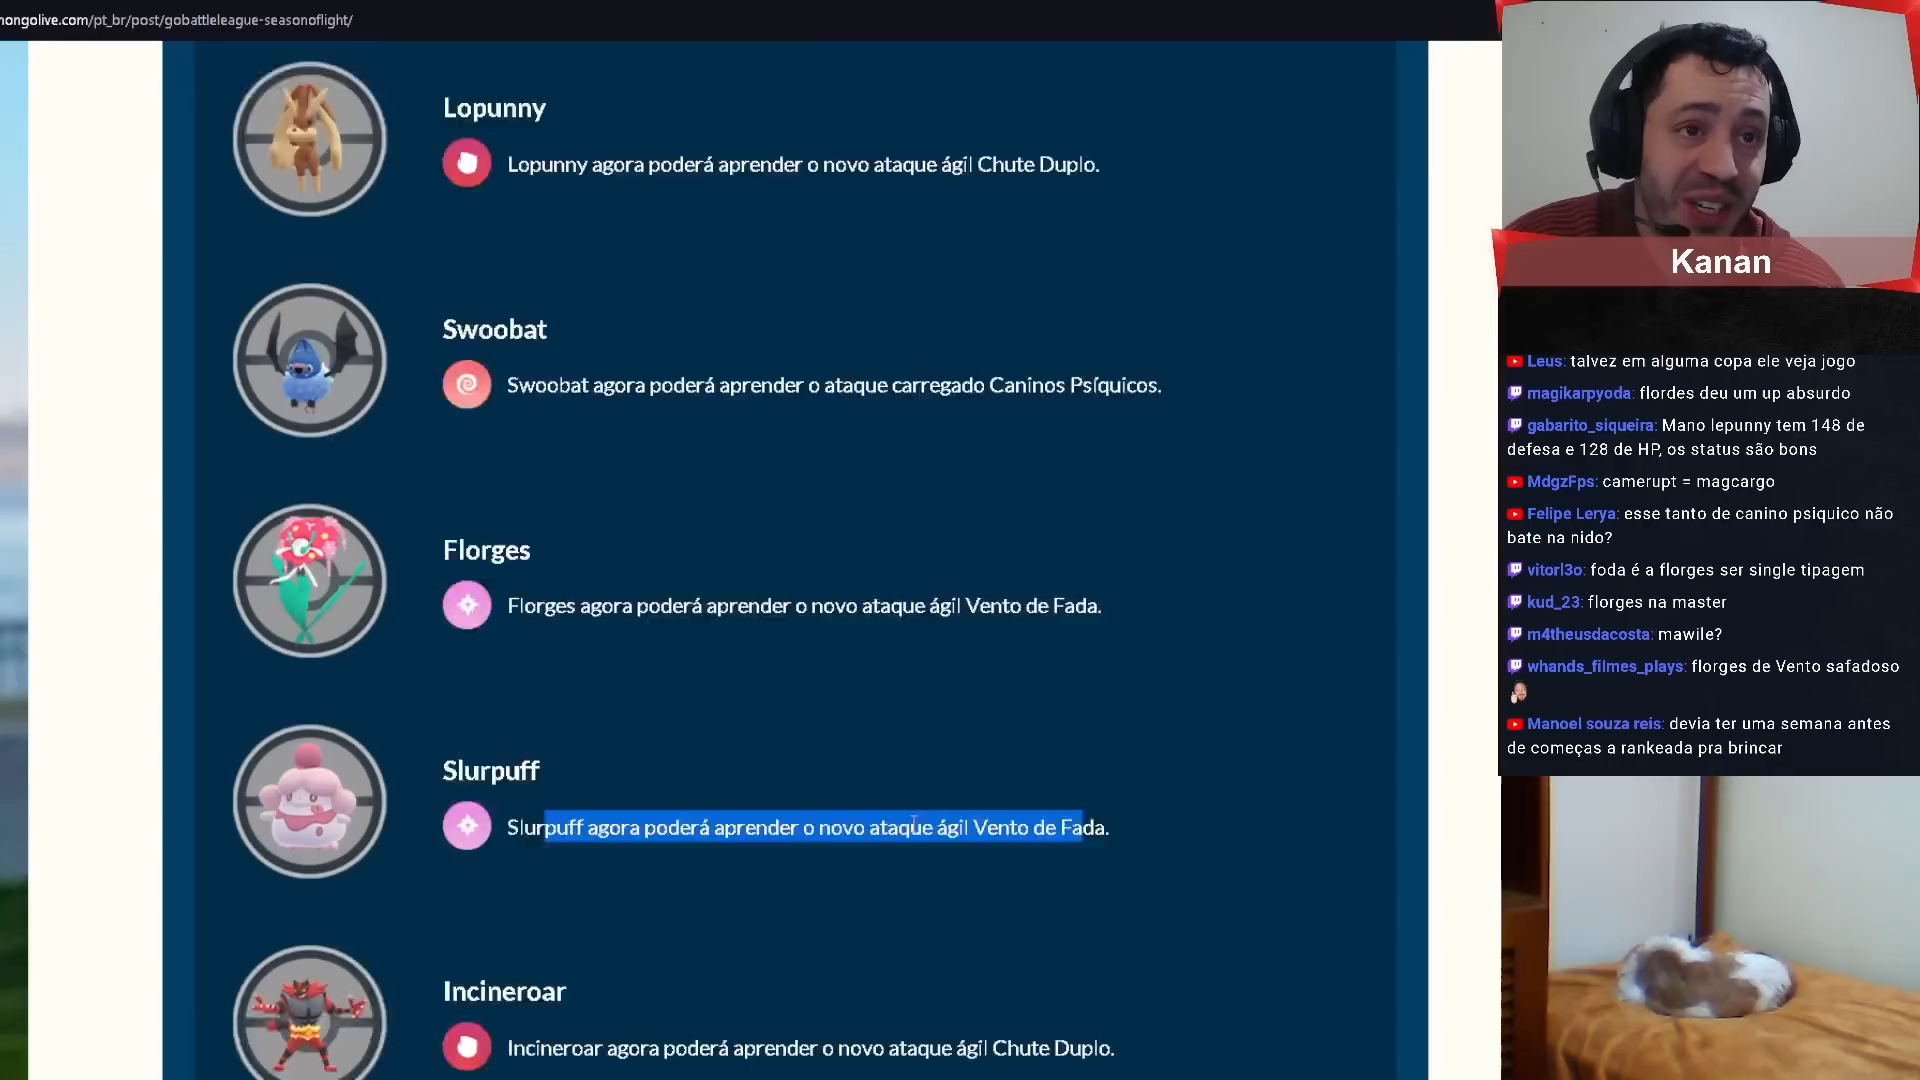 nongolive.com/pt_br/post/gobattleleague-seasonoflight/
Lopunny
Lopunny agora poderá aprender o novo ataque ágil Chute Duplo.
Swoobat
Swoobat agora poderá aprender o ataque carregado Caninos Psíquicos.
Florges
Florges agora poderá aprender o novo ataque ágil Vento de Fada.
Slurpuff
Slurpuff agora poderá aprender o novo ataque ágil Vento de Fada.
Incineroar
Incineroar agora poderá aprender o novo ataque ágil Chute Duplo.
Kanan
Leus: talvez em alguma copa ele veja jogo
magikarpyoda: flordes deu um up absurdo
gabarito_siqueira: Mano lepunny tem 148 de
defesa e 128 de HP, os status são bons
MdgzFps: camerupt = magcargo
Felipe Lerya: esse tanto de canino psiquico não
bate na nido?
vitorl3o: foda é a florges ser single tipagem
kud_23: florges na master
m4theusdacosta: mawile?
whands_filmes_plays: florges de Vento safadoso
Manoel souza reis: devia ter uma semana antes
de começas a rankeada pra brincar